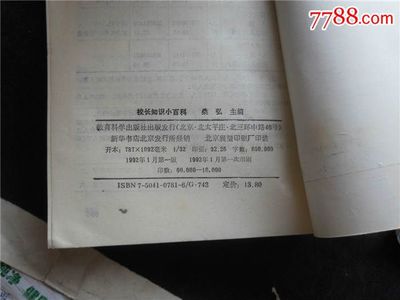 7788.com
校长知识小百科 桑弘 主编
教育科学出版社出版发行(北京·北太平庄·北三环中路46号)
新华书店北京发行所经销 北京 印刷厂印装
开本:787×1092毫米 1/32 印张:32.25 字数:850.000
1992年1月第一版 1992年1月第一次印刷
印数:00.000—10.000
ISBN 7-5041-0781-6/G·742 定价:13.80